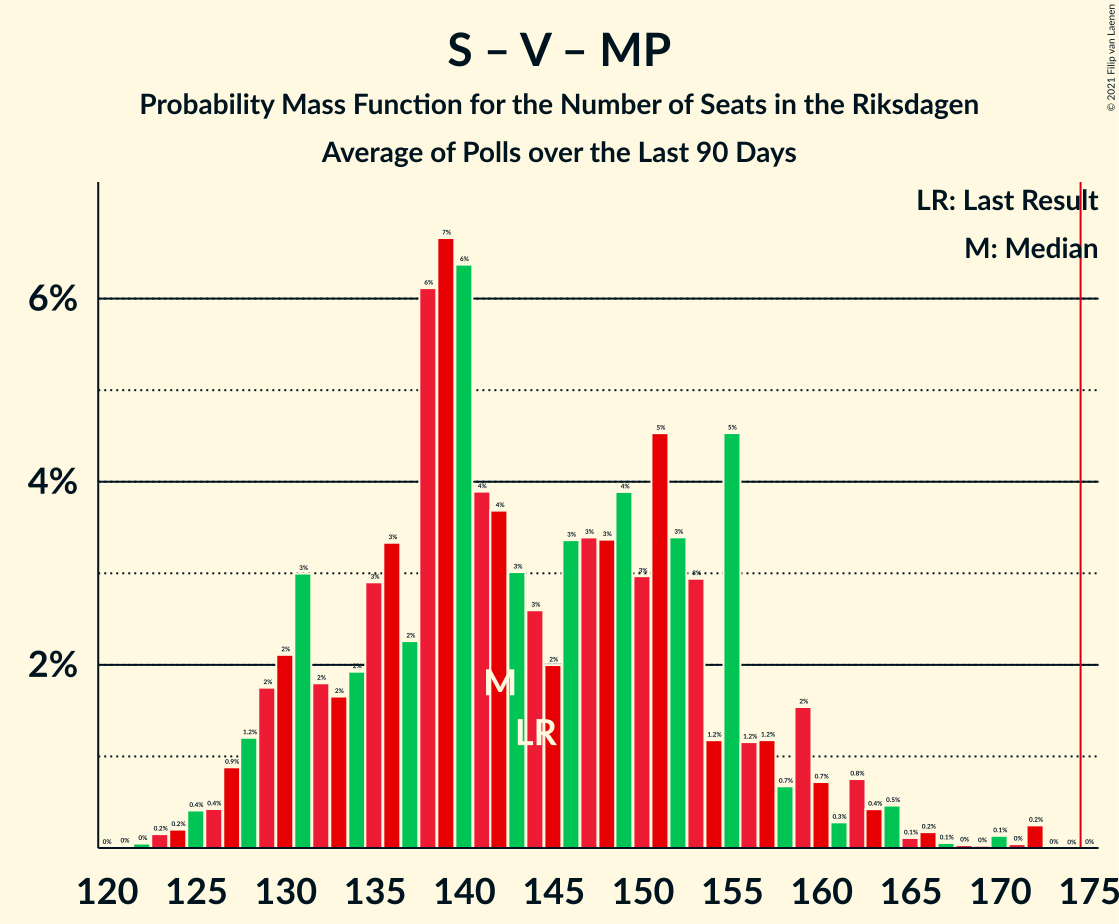 S – V – MP
Probability Mass Function for the Number of Seats in the Riksdagen
Average of Polls over the Last 90 Days
© 2021 Filip van Laenen
LR: Last Result
M: Median
6%
4%
2%
0% 0% 0% 0.2% 0.2% 0.4% 0.4% 0.9% 1.2% 2% 2% 3% 2% 2% 2% 3% 3% 2% 6% 7% 6% 4% 4% 3% 3% 2% 3% 3% 3% 4% 3% 5% 3% 3% 1.2% 5% 1.2% 1.2% 0.7% 2% 0.7% 0.3% 0.8% 0.4% 0.5% 0.1% 0.2% 0.1% 0% 0% 0.1% 0% 0.2% 0% 0% 0%
M
LR
120 125 130 135 140 145 150 155 160 165 170 175